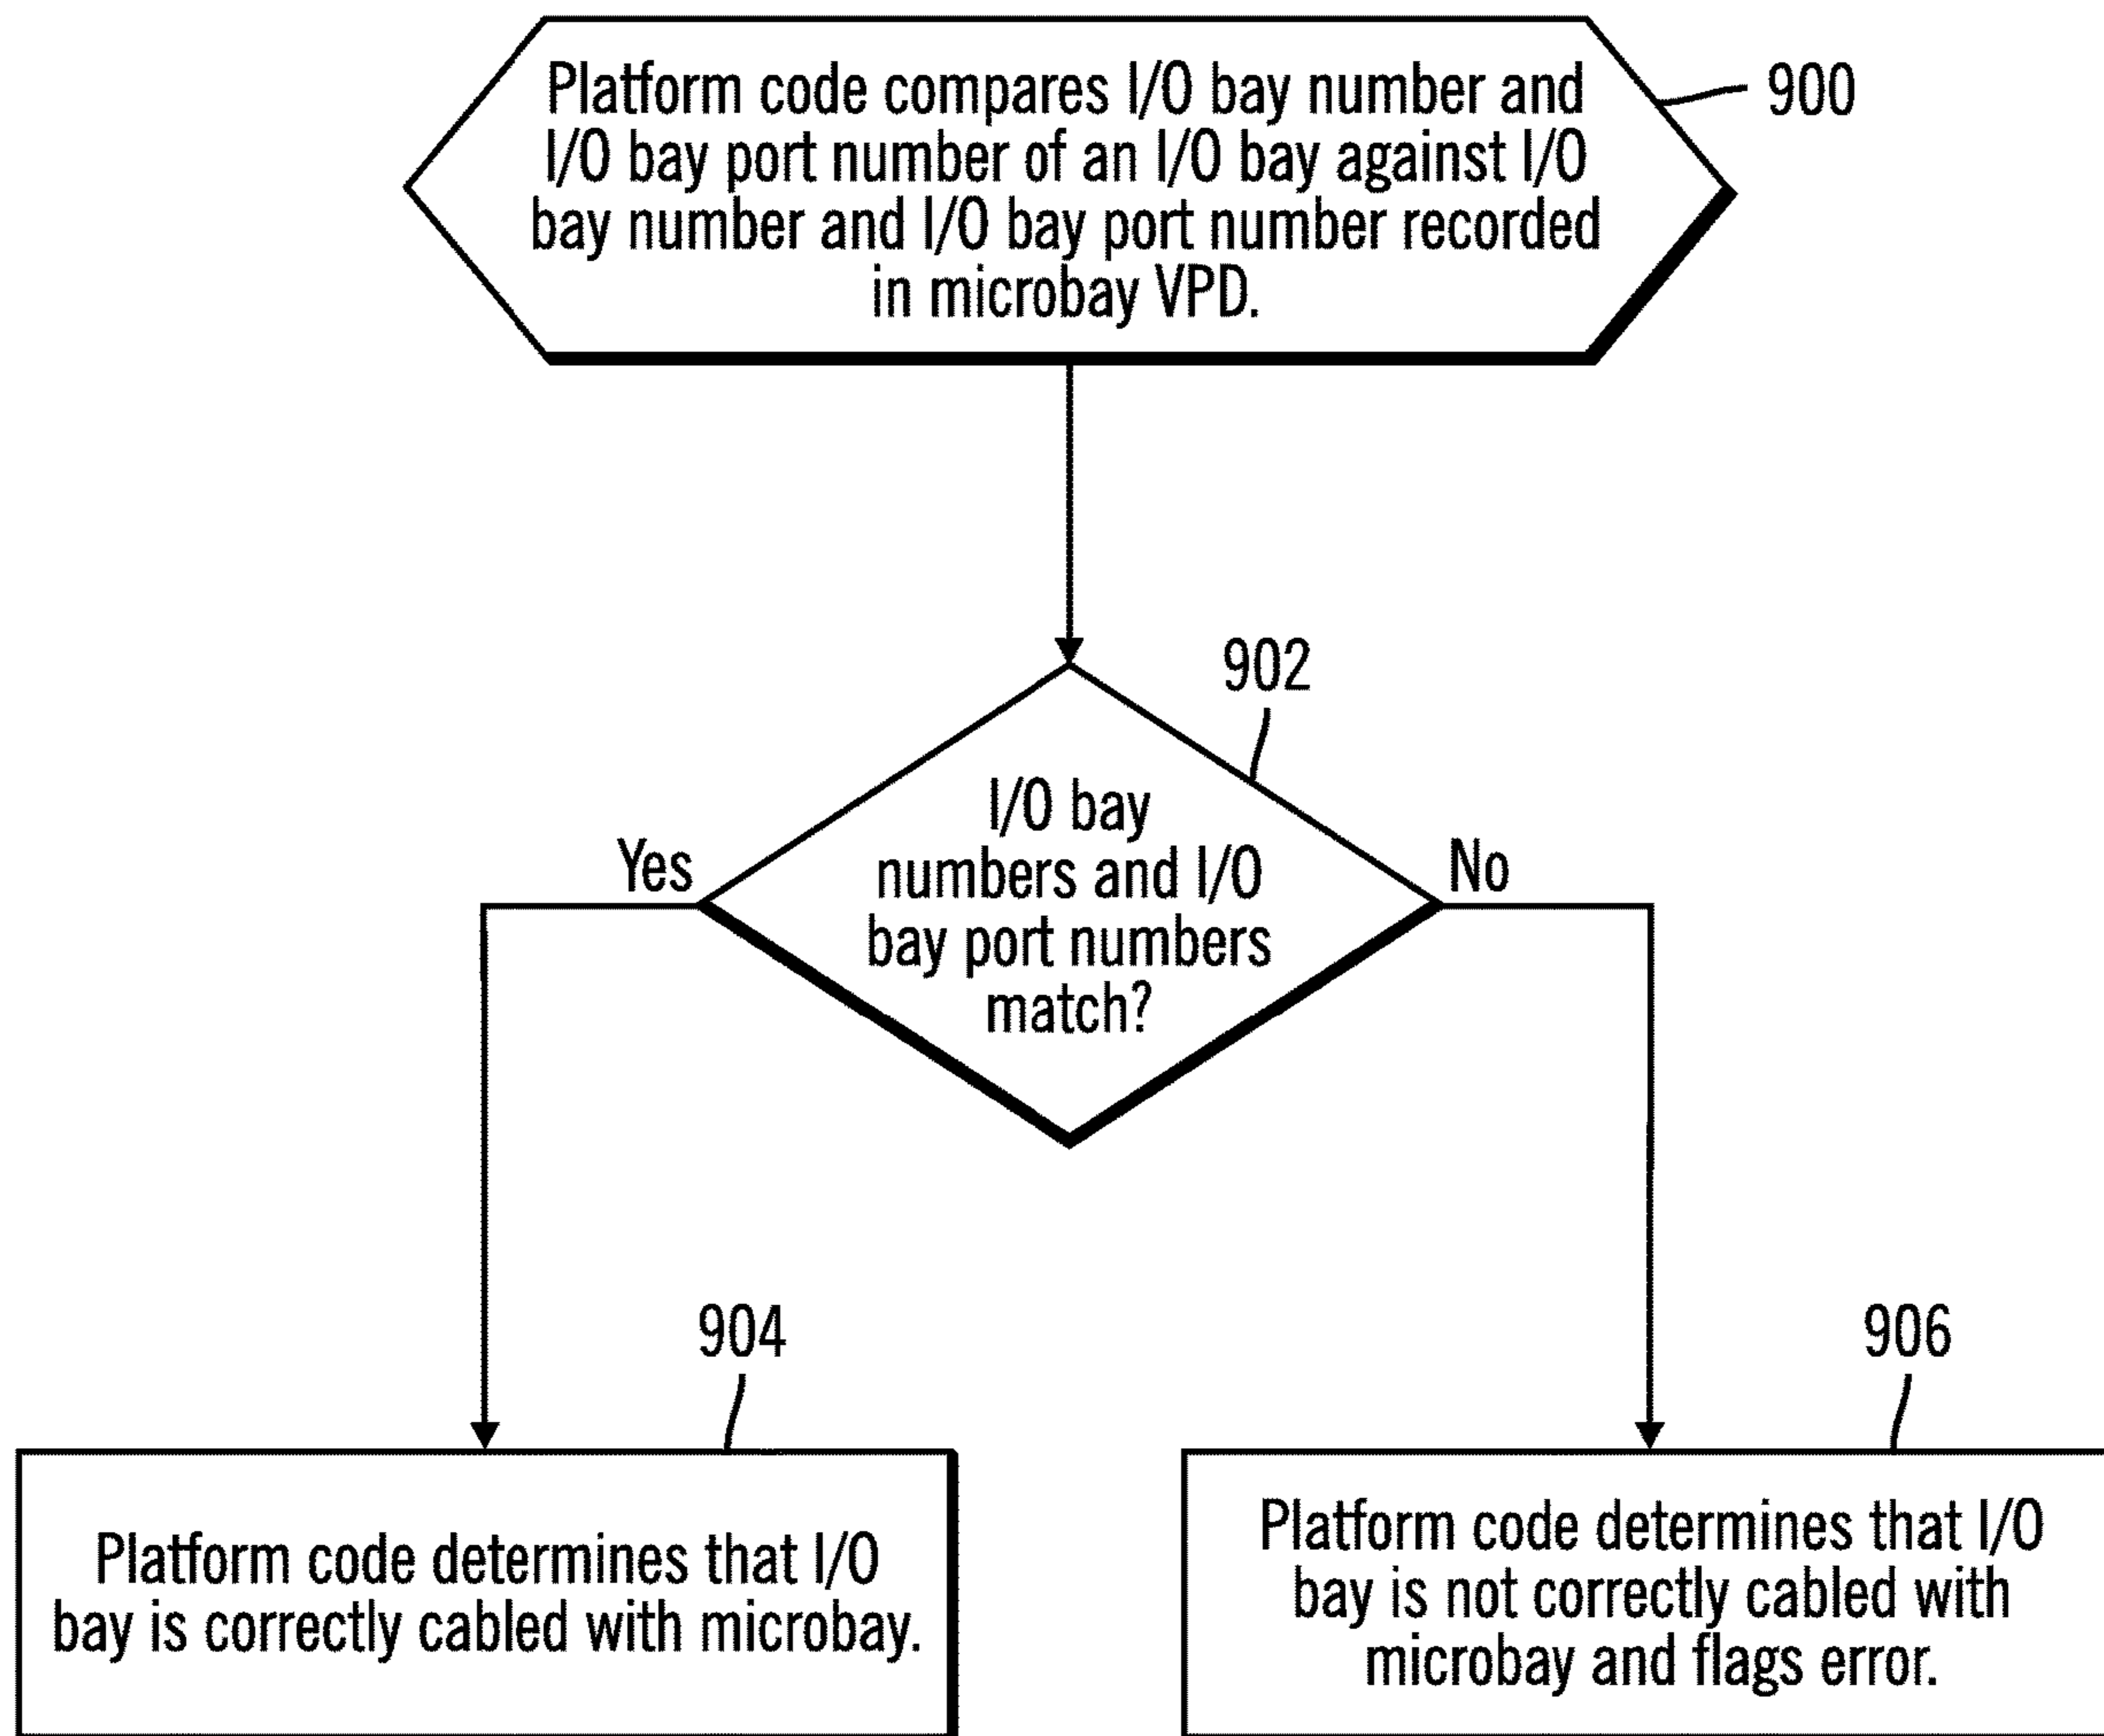 Platform code compares I/O bay number and
I/O bay port number of an I/O bay against I/O
bay number and I/O bay port number recorded
in microbay VPD.
900
902
I/O bay
numbers and I/O
bay port numbers
match?
Yes
No
904
906
Platform code determines that I/O
bay is correctly cabled with microbay.
Platform code determines that I/O
bay is not correctly cabled with
microbay and flags error.